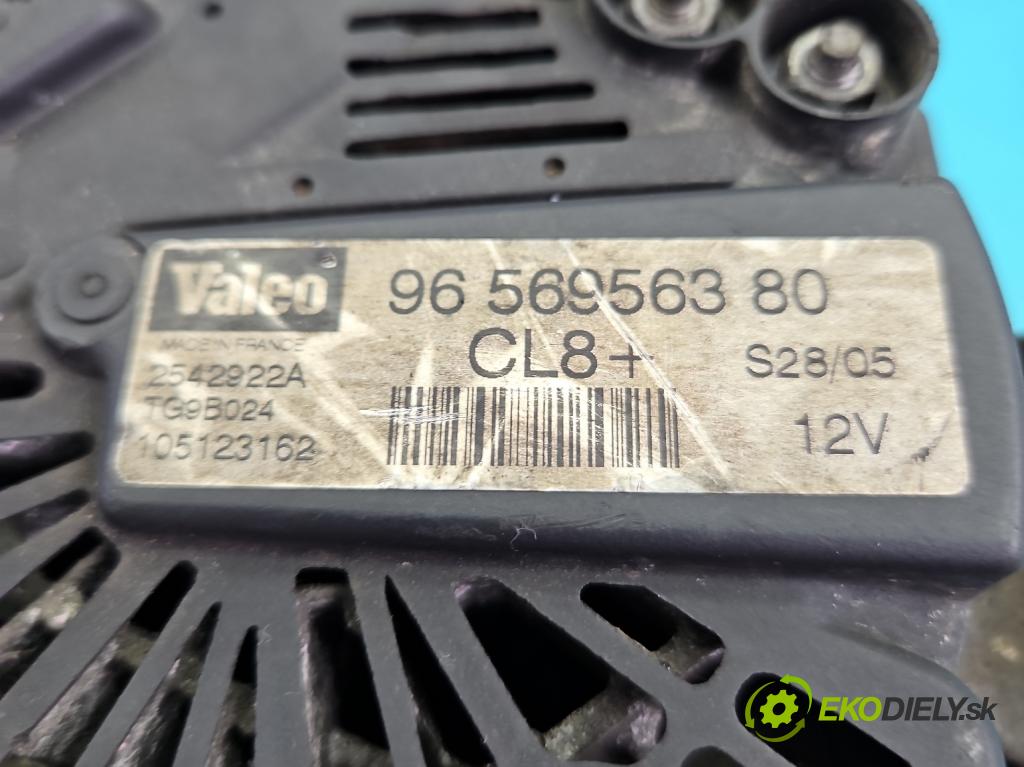 Valeo
96 569563 80
MADE IN FRANCE
CL8+
S28/05
2542922A
TG9B024
12V
105123162
EKODIELY.sk